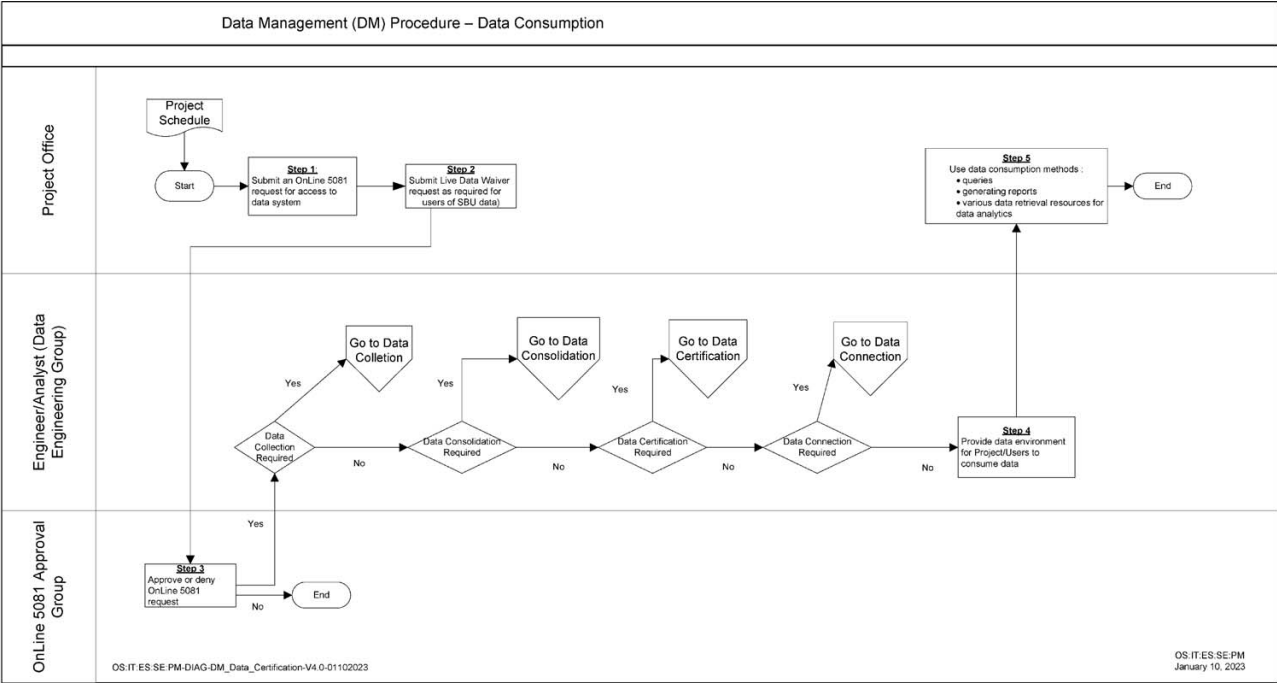 Data Management (DM) Procedure – Data Consumption
Project Office
Project
Schedule
Start
Step 1:
Submit an OnLine 5081
request for access to
data system
Step 2
Submit Live Data Waiver
request as required for
users of SBU data)
Step 5
Use data consumption methods :
• queries
• generating reports
• various data retrieval resources for
data analytics
End
Engineer/Analyst (Data
Engineering Group)
Go to Data
Colletion
Go to Data
Consolidation
Go to Data
Certification
Go to Data
Connection
Yes
Yes
Yes
Yes
Data
Collection
Required
No
Data Consolidation
Required
No
Data Certification
Required
No
Data Connection
Required
No
Step 4
Provide data environment
for Project/Users to
consume data
OnLine 5081 Approval
Group
Yes
Step 3
Approve or deny
OnLine 5081
request
No
End
OS:IT:ES:SE:PM-DIAG-DM_Data_Certification-V4.0-01102023
OS:IT:ES:SE:PM
January 10, 2023